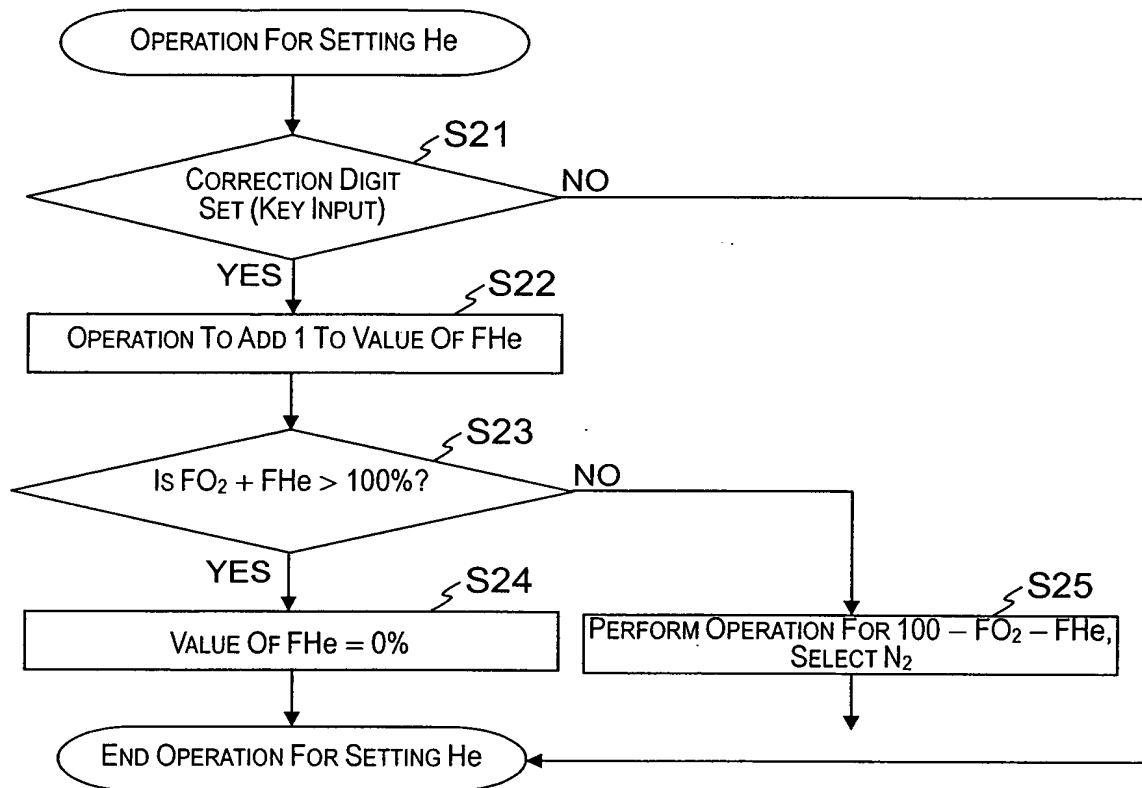 OPERATION FOR SETTING He
S21
CORRECTION DIGIT
SET (KEY INPUT)
NO
YES
S22
OPERATION TO ADD 1 TO VALUE OF FHe
S23
IS FO₂ + FHe > 100%?
NO
YES
S24
VALUE OF FHe = 0%
S25
PERFORM OPERATION FOR 100 – FO₂ – FHe,
SELECT N₂
END OPERATION FOR SETTING He